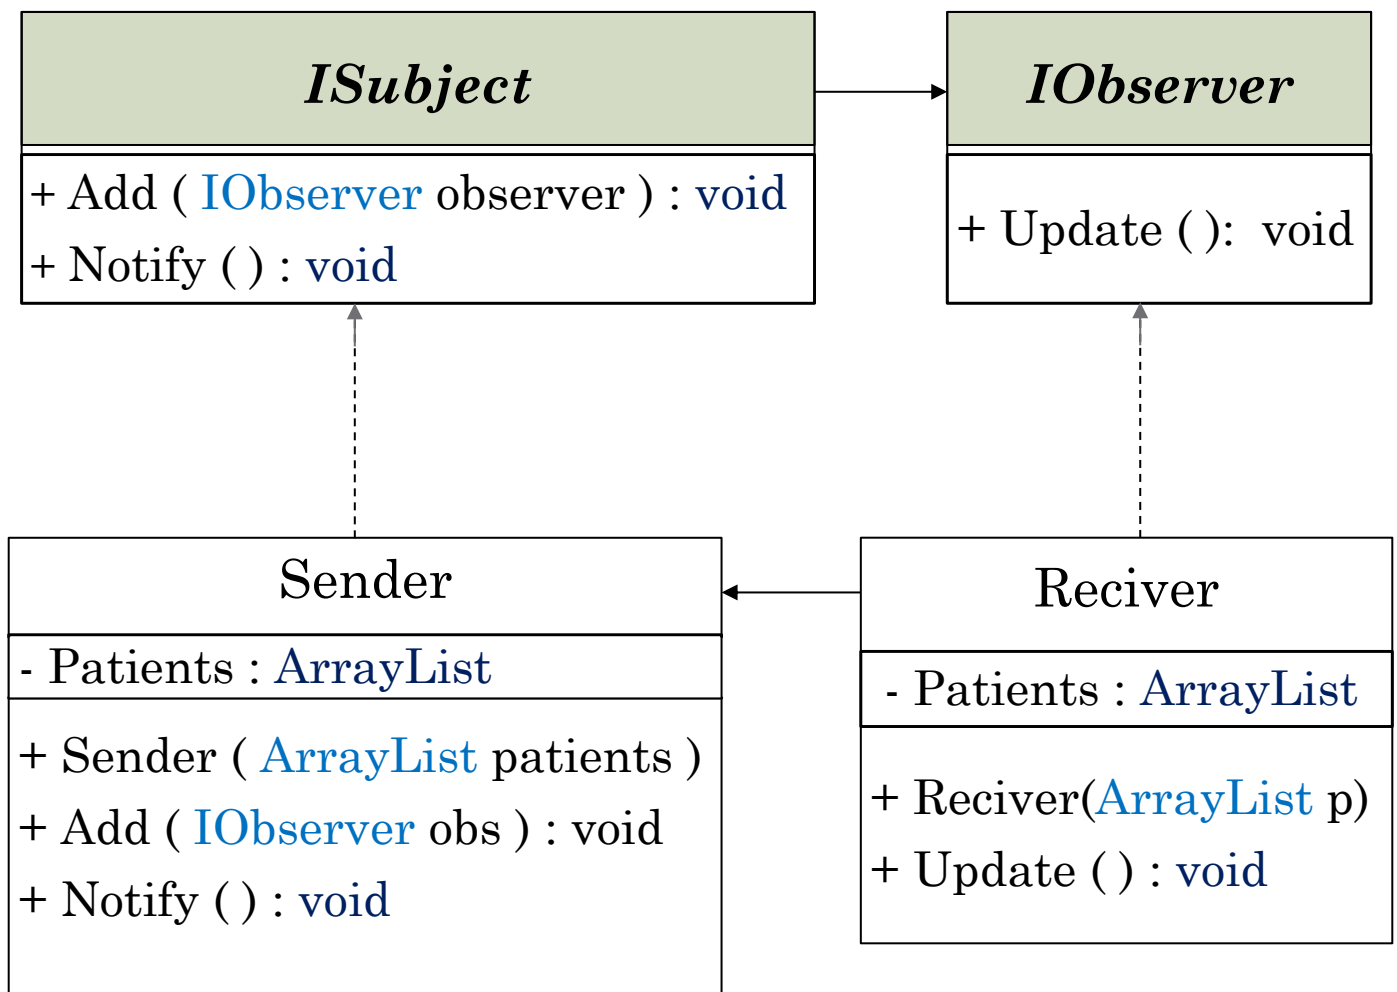 ISubject
+ Add ( IObserver observer ) : void
+ Notify ( ) : void
IObserver
+ Update ( ): void
Sender
- Patients : ArrayList
+ Sender ( ArrayList patients )
+ Add ( IObserver obs ) : void
+ Notify ( ) : void
Reciver
- Patients : ArrayList
+ Reciver(ArrayList p)
+ Update ( ) : void